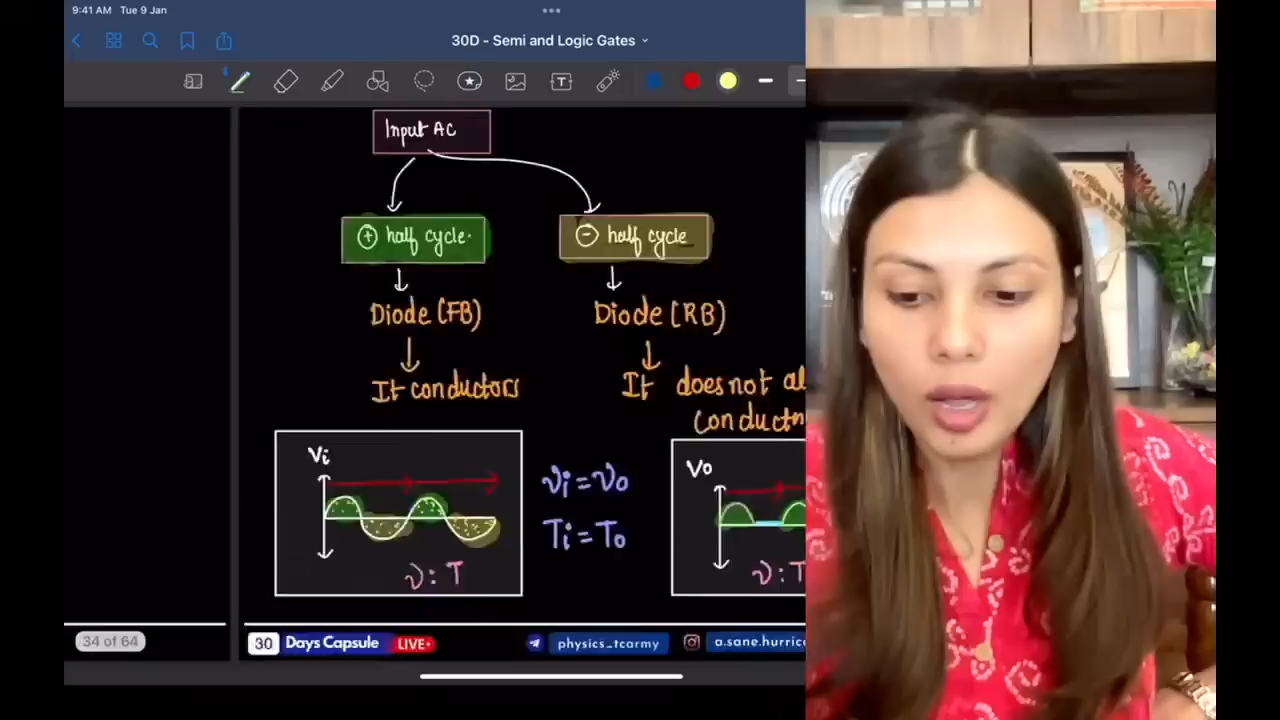 9:41 AM Tue 9 Jan
30D - Semi and Logic Gates
Input AC
+ half cycle.
- half cycle
Diode (FB)
Diode (RB)
It conductors
It does not al
Conductn
Vi
νi = νo
Ti = To
ν : T
Vo
ν : T
34 of 64
30 Days Capsule LIVE+
physics_tcarmy
a.sane.hurric